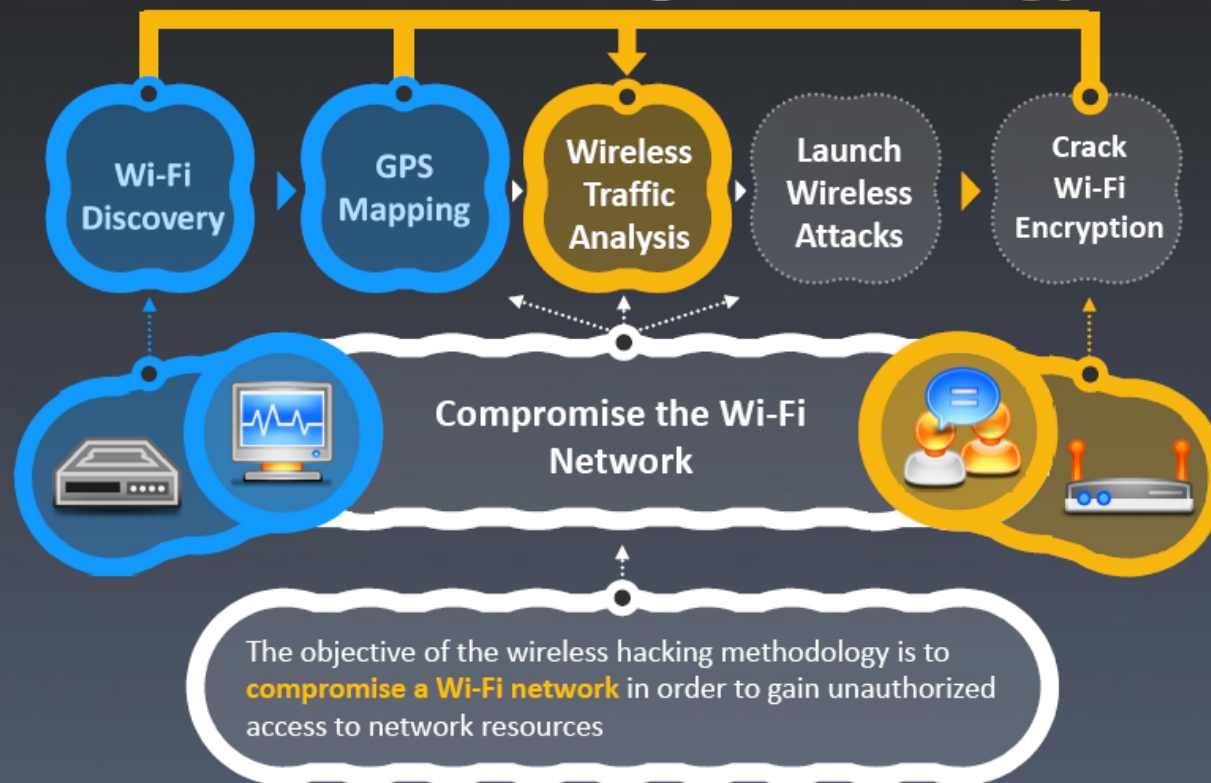 Wi-Fi
Discovery
GPS
Mapping
Wireless
Traffic
Analysis
Launch
Wireless
Attacks
Crack
Wi-Fi
Encryption
Compromise the Wi-Fi
Network
The objective of the wireless hacking methodology is to
compromise a Wi-Fi network in order to gain unauthorized
access to network resources